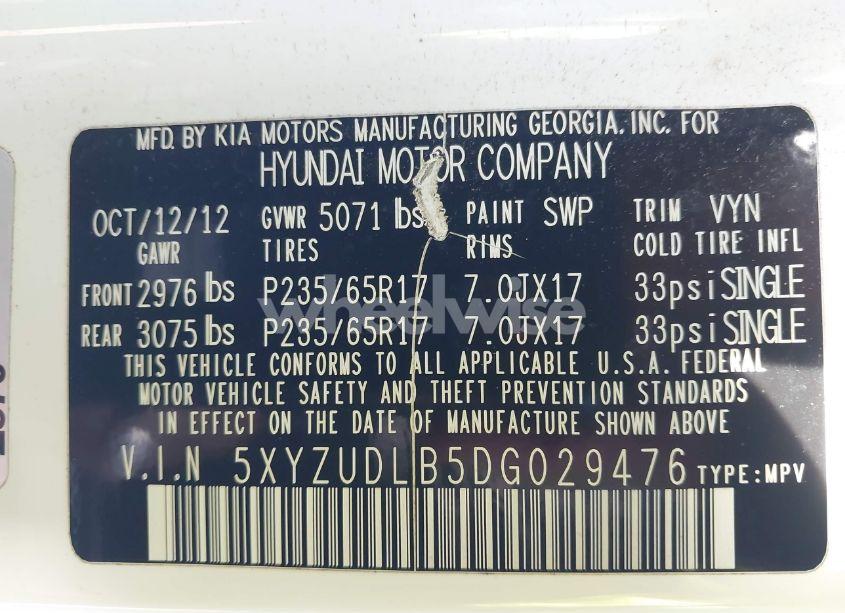 MFD. BY KIA MOTORS MANUFACTURING GEORGIA, INC. FOR
HYUNDAI MOTOR COMPANY
OCT/12/12 GVWR 5071 lbs PAINT SWP TRIM VYN
GAWR TIRES RIMS COLD TIRE INFL
FRONT 2976 lbs P235/65R17 7.0JX17 33psi SINGLE
wheelwise
REAR 3075 lbs P235/65R17 7.0JX17 33psi SINGLE
THIS VEHICLE CONFORMS TO ALL APPLICABLE U.S.A. FEDERAL
MOTOR VEHICLE SAFETY AND THEFT PREVENTION STANDARDS
IN EFFECT ON THE DATE OF MANUFACTURE SHOWN ABOVE
V.I.N 5XYZUDLB5DG029476 TYPE:MPV